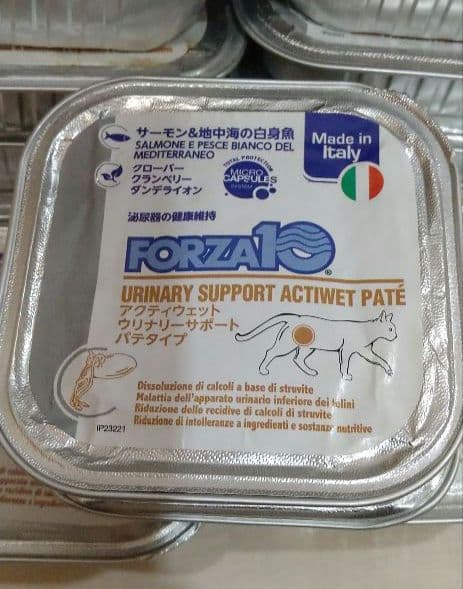 サーモン&地中海の白身魚
SALMONE E PESCE BIANCO DEL
MEDITERRANEO
クローバー
クランベリー
ダンデライオン
TOTAL PROTECTION
MICRO
CAPSULES
SYSTEM
Made in
Italy
泌尿器の健康維持
FORZA10®
URINARY SUPPORT ACTIWET PATÉ
アクティウェット
ウリナリーサポート
パテタイプ
Dissoluzione di calcoli a base di struvite
Malattia dell'apparato urinario inferiore dei felini
Riduzione delle recidive di calcoli di struvite
Riduzione di intolleranze a ingredienti e sostanze nutritive
IP23221